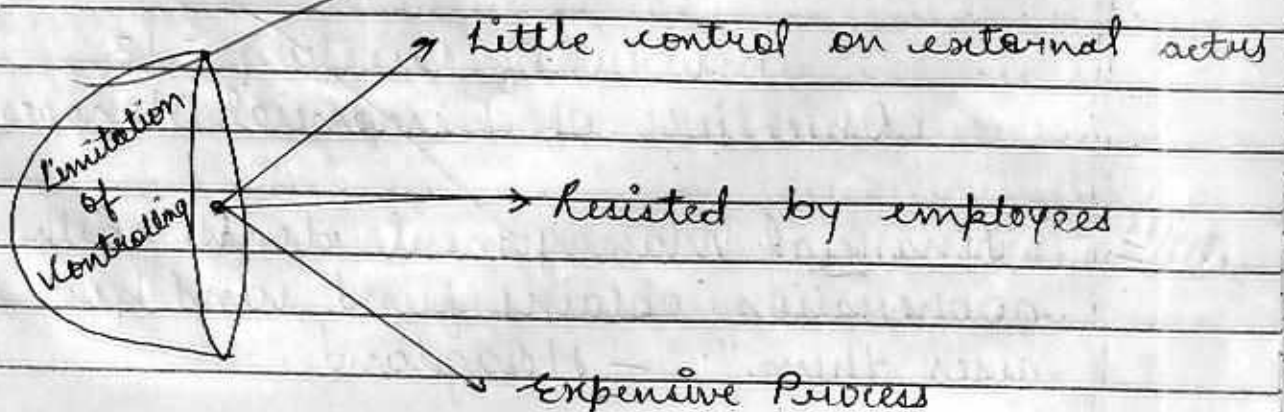 Little control on external actus
Limitation
of
Controlling
Resisted by employees
Expensive Process